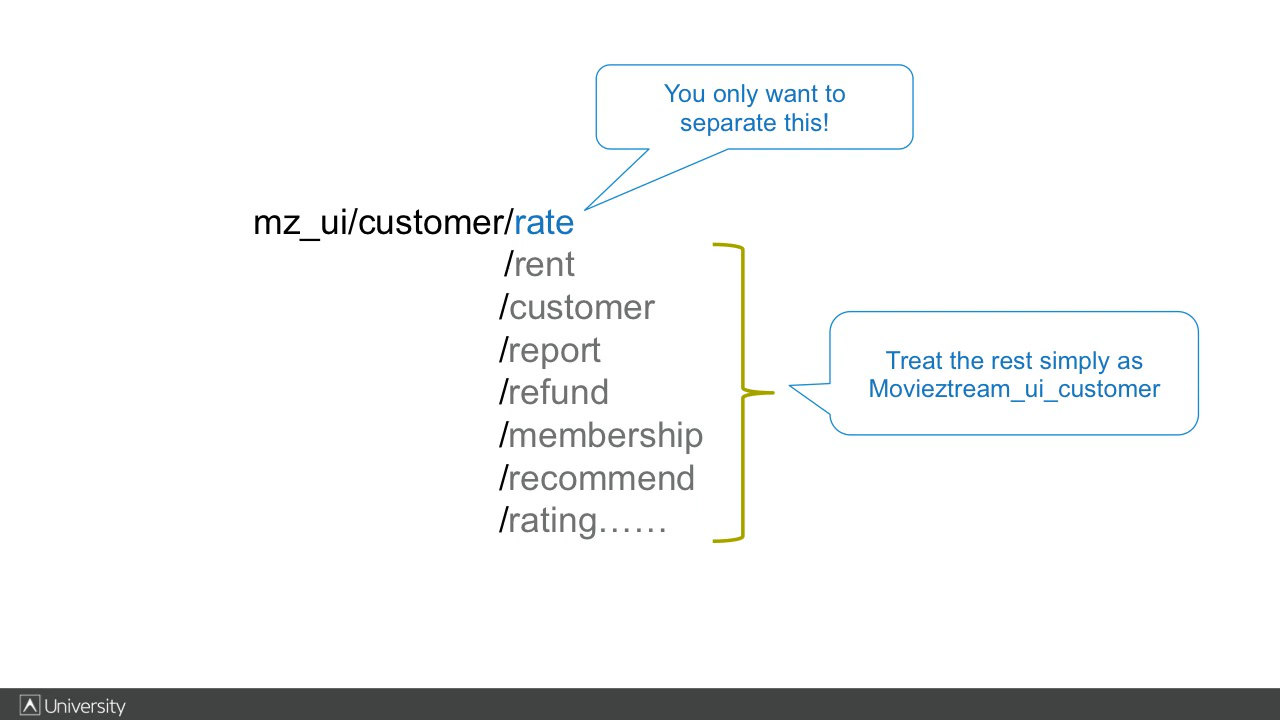 You only want to
separate this!
mz_ui/customer/rate
/rent
/customer
/report
/refund
/membership
/recommend
/rating……
Treat the rest simply as
Movieztream_ui_customer
University